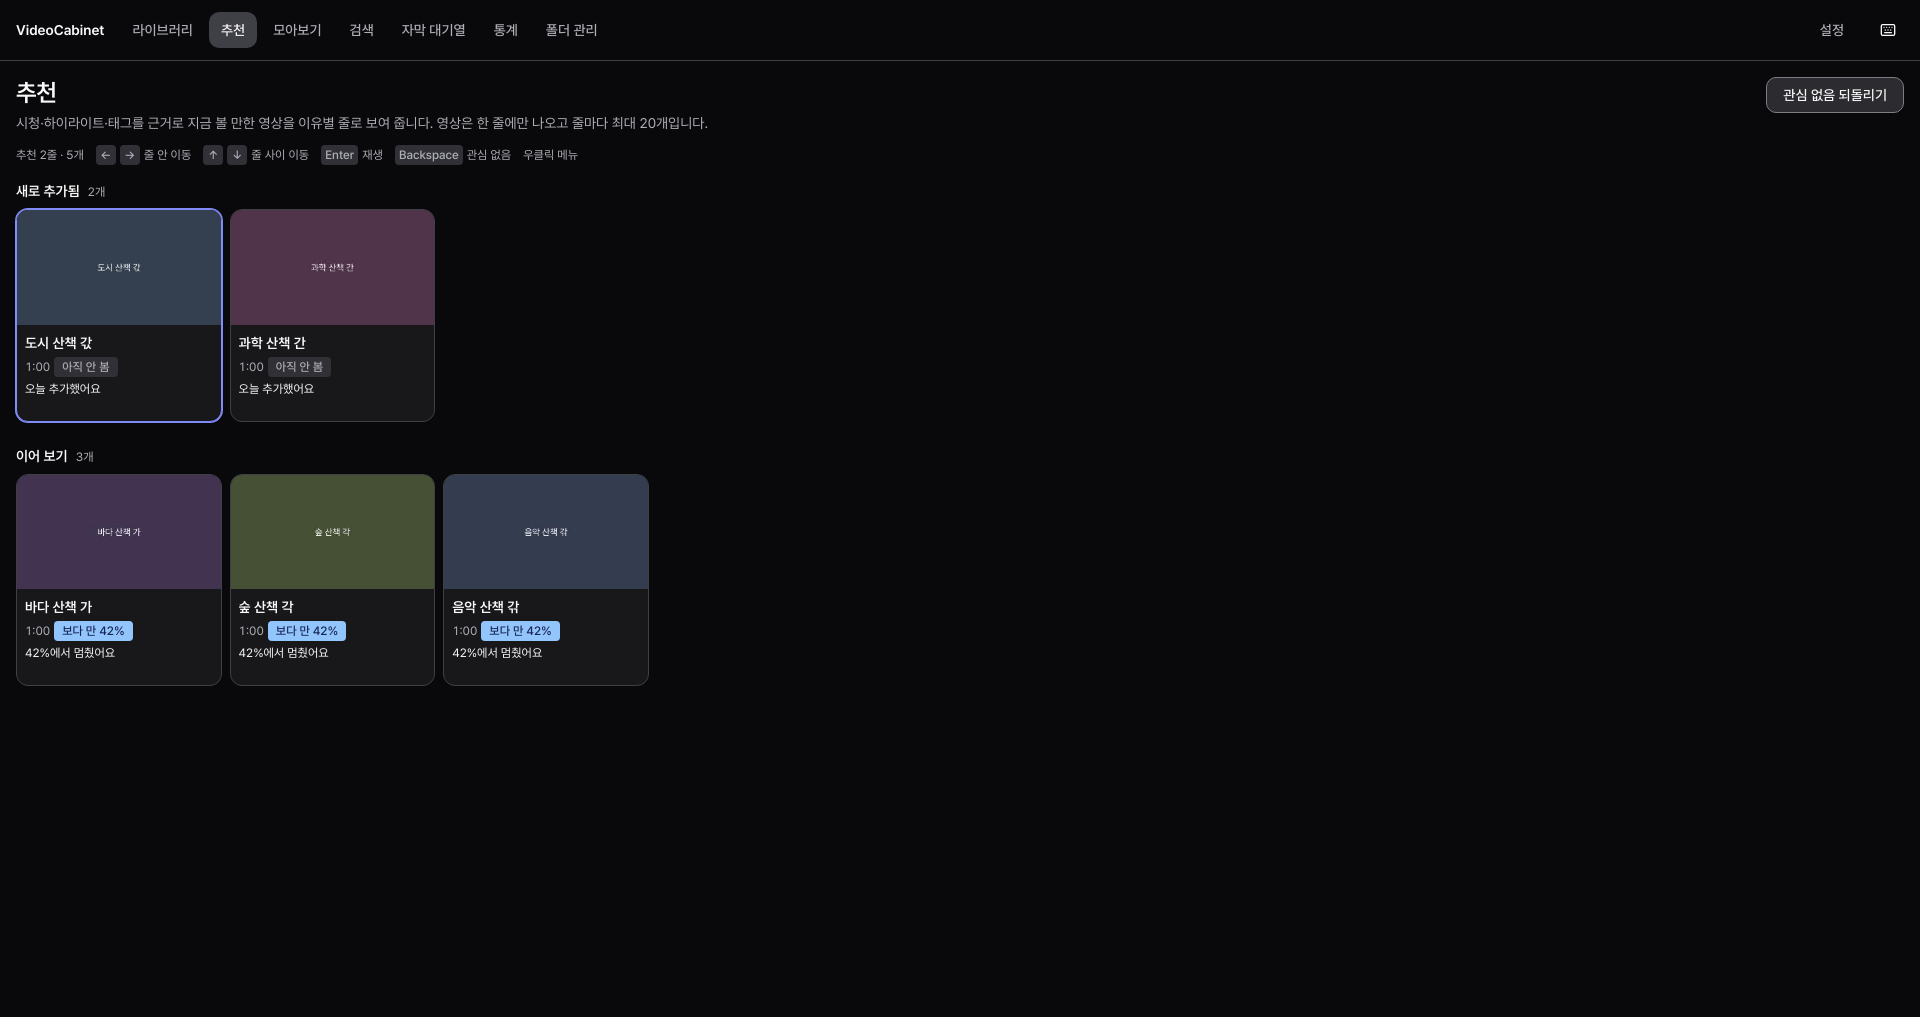 VideoCabinet 라이브러리 추천 모아보기 검색 자막 대기열 통계 폴더 관리 설정
추천
관심 없음 되돌리기
시청·하이라이트·태그를 근거로 지금 볼 만한 영상을 이유별 줄로 보여 줍니다. 영상은 한 줄에만 나오고 줄마다 최대 20개입니다.
추천 2줄 · 5개 ← → 줄 안 이동 ↑ ↓ 줄 사이 이동 Enter 재생 Backspace 관심 없음 우클릭 메뉴
새로 추가됨 2개
도시 산책 갃
과학 산책 간
도시 산책 갃
과학 산책 간
1:00 아직 안 봄
1:00 아직 안 봄
오늘 추가했어요
오늘 추가했어요
이어 보기 3개
바다 산책 가
숲 산책 각
음악 산책 갂
바다 산책 가
숲 산책 각
음악 산책 갂
1:00 보다 만 42%
1:00 보다 만 42%
1:00 보다 만 42%
42%에서 멈췄어요
42%에서 멈췄어요
42%에서 멈췄어요